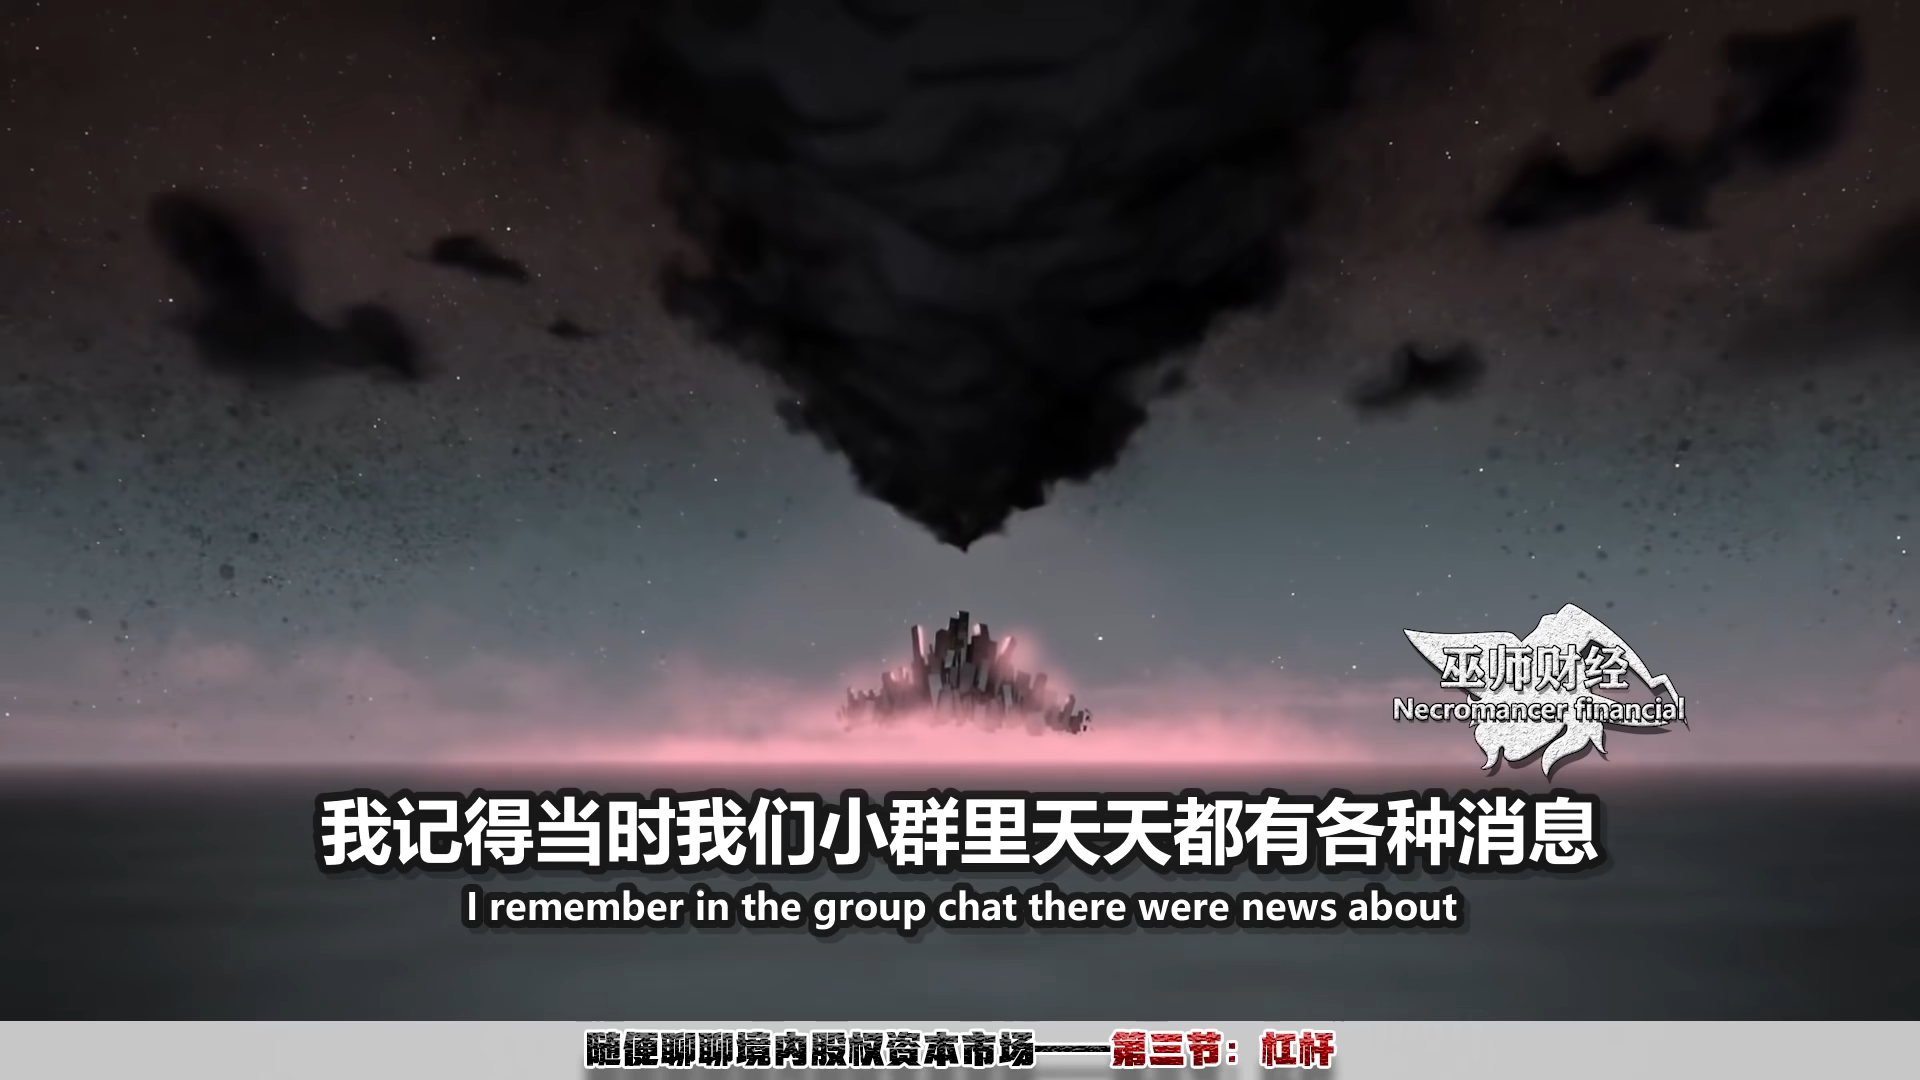 巫师财经
Necromancer financial
我记得当时我们小群里天天都有各种消息
I remember in the group chat there were news about
随便聊聊境内股权资本市场——第三节：杠杆